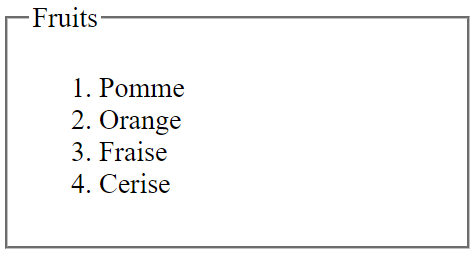 Fruits
1. Pomme
2. Orange
3. Fraise
4. Cerise